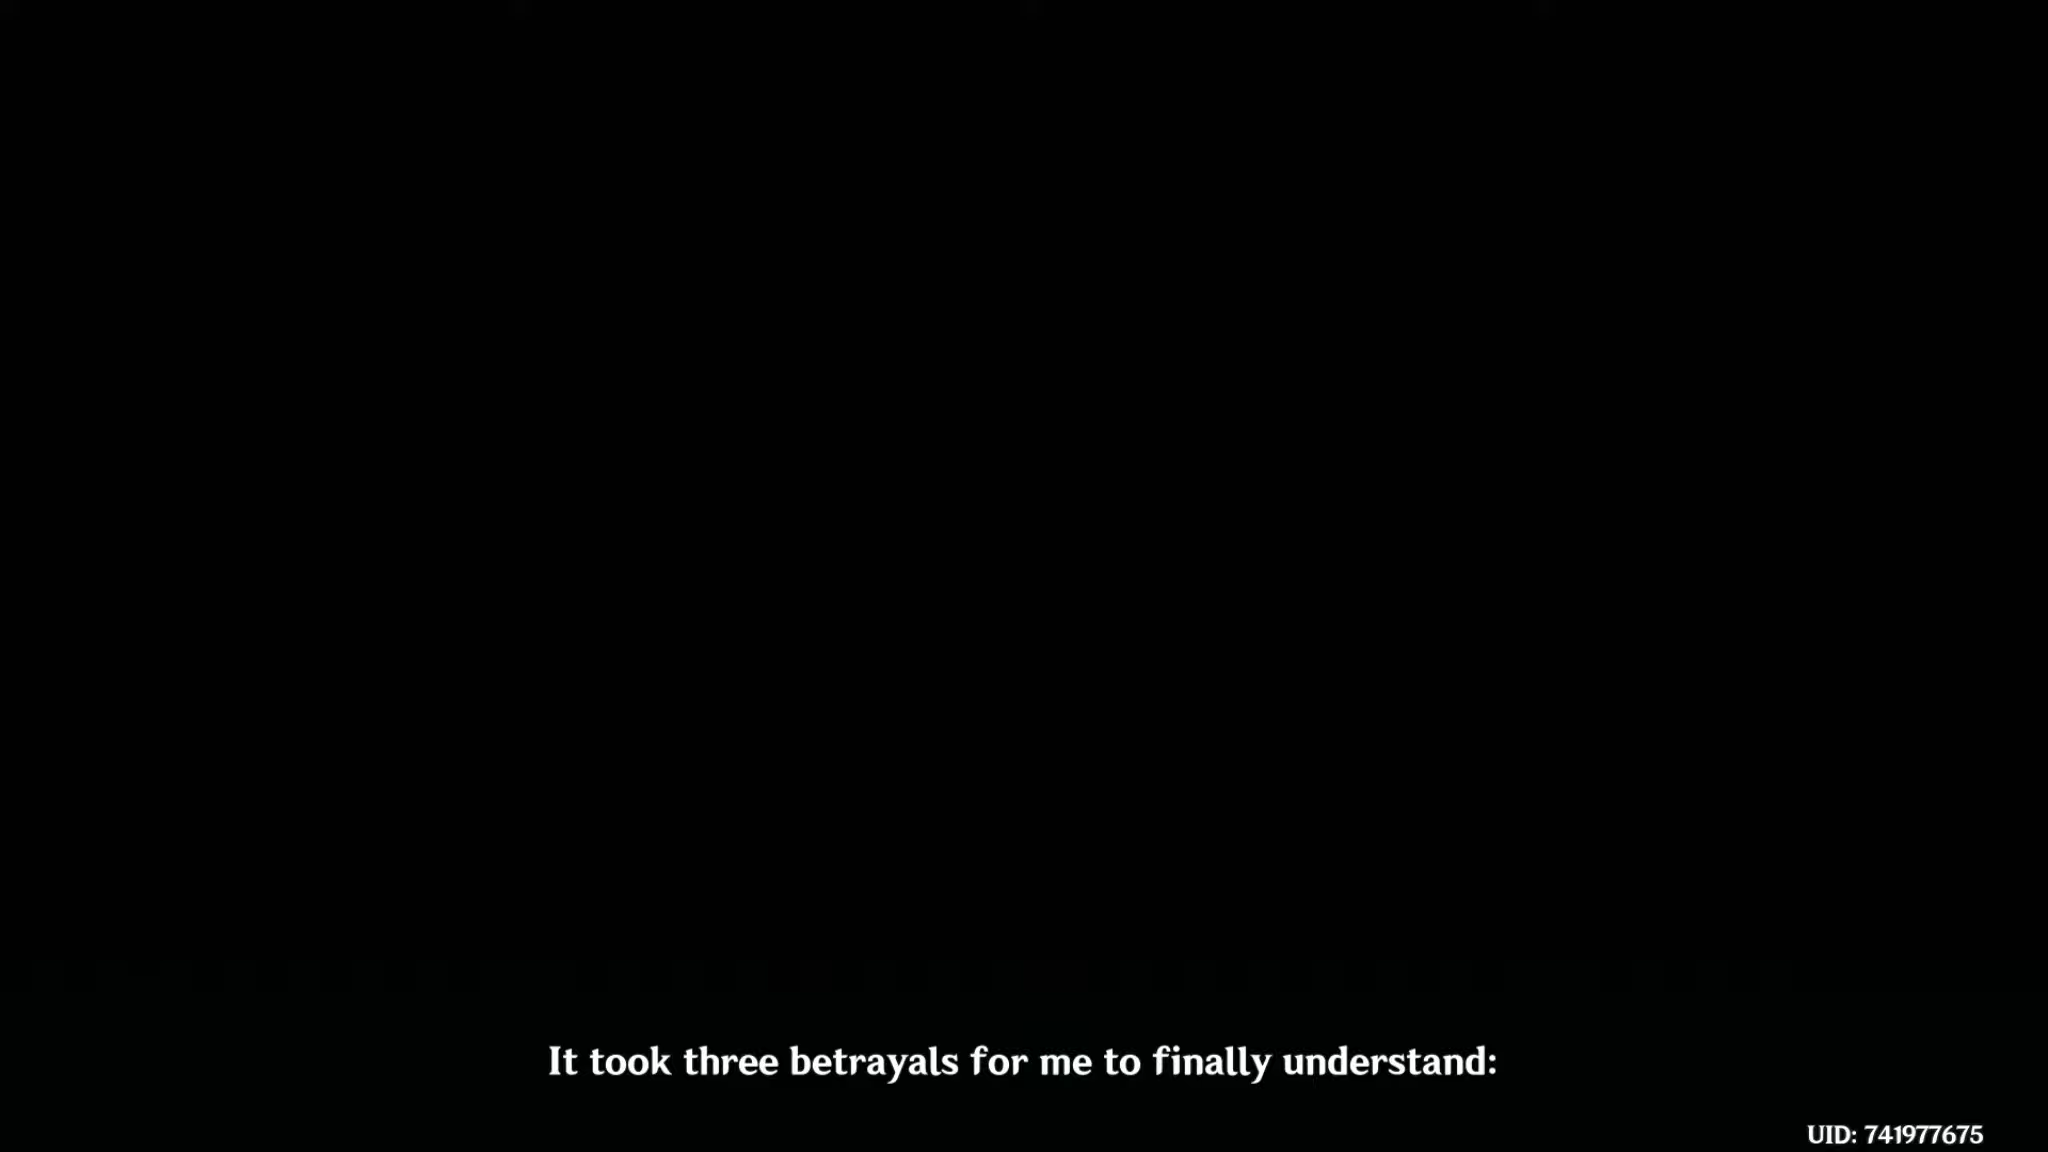 It took three betrayals for me to finally understand:
UID: 741977675